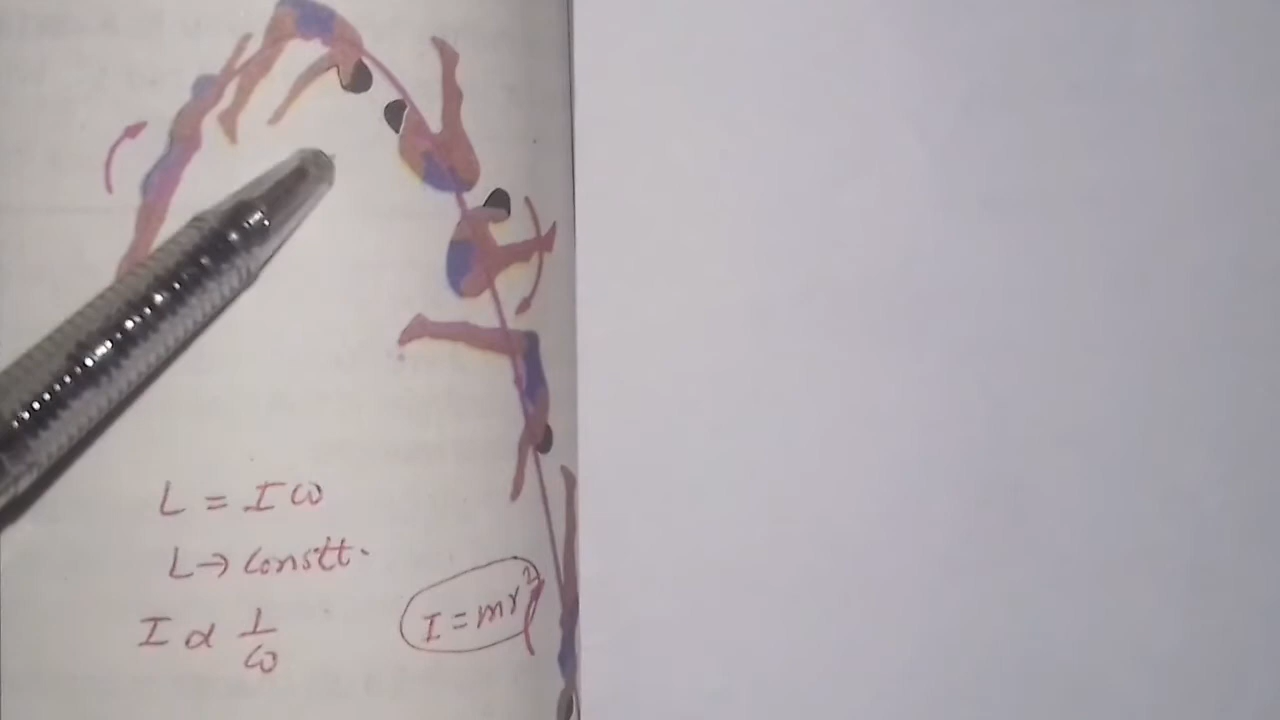 L = Iω
L → Constt.
I ∝ 1/ω
I = mr²